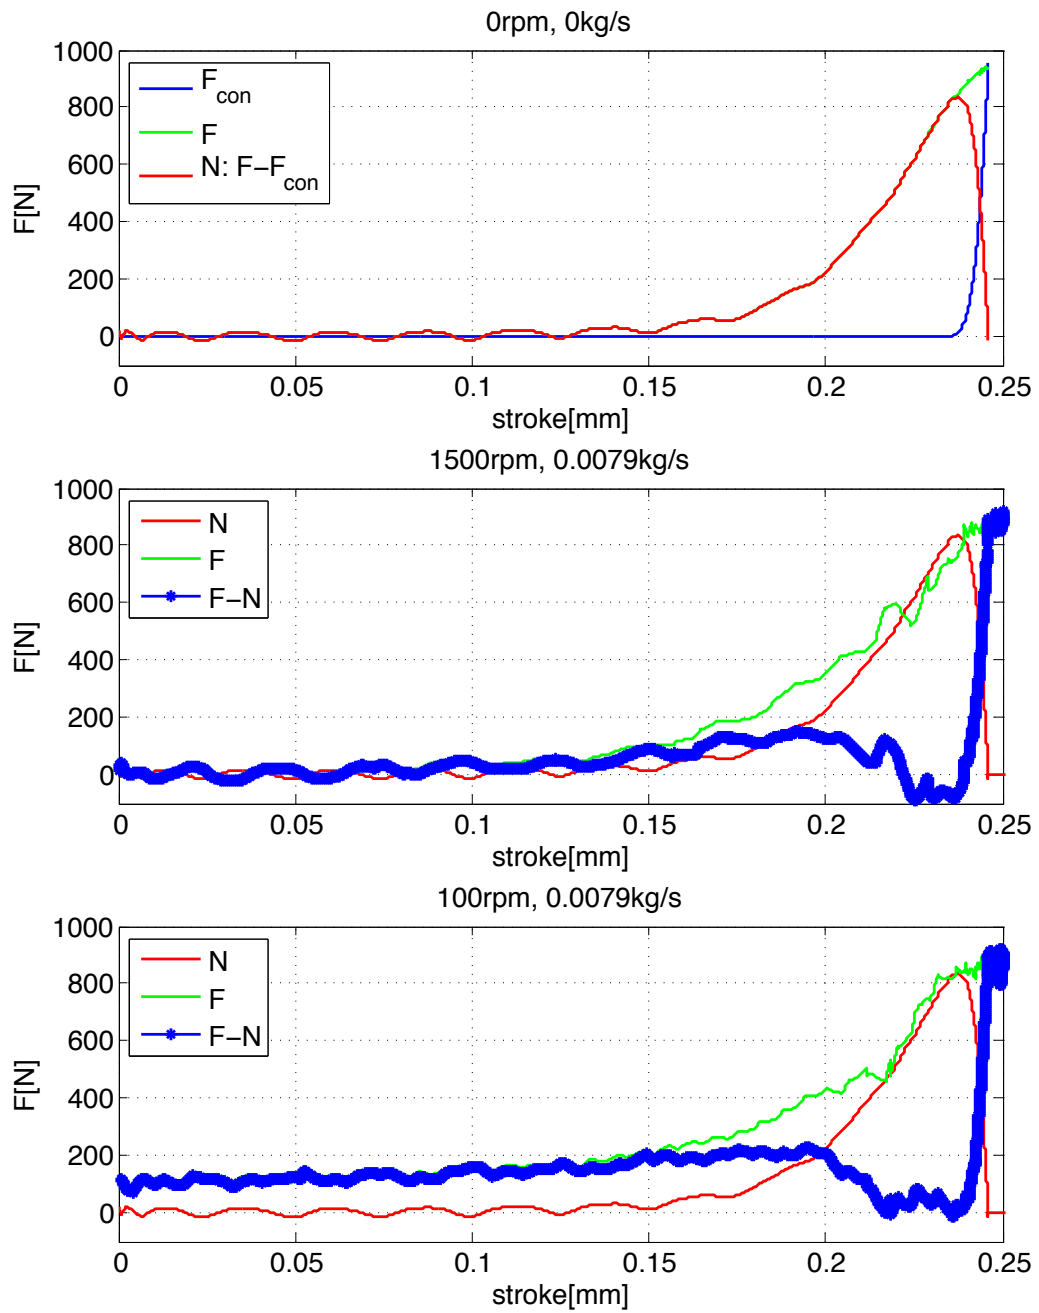 0rpm, 0kg/s
1000
800
600
400
200
0
F[N]
F_con
F
N: F−F_con
0 0.05 0.1 0.15 0.2 0.25
stroke[mm]
1500rpm, 0.0079kg/s
1000
800
600
400
200
0
F[N]
N
F
F−N
0 0.05 0.1 0.15 0.2 0.25
stroke[mm]
100rpm, 0.0079kg/s
1000
800
600
400
200
0
F[N]
N
F
F−N
0 0.05 0.1 0.15 0.2 0.25
stroke[mm]